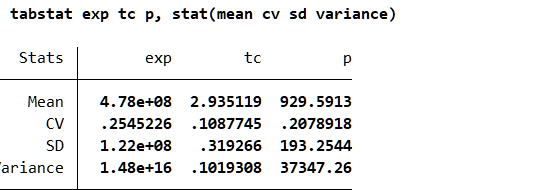 tabstat exp tc p, stat(mean cv sd variance)
Stats exp tc p
Mean 4.78e+08 2.935119 929.5913
CV .2545226 .1087745 .2078918
SD 1.22e+08 .319266 193.2544
ariance 1.48e+16 .1019308 37347.26